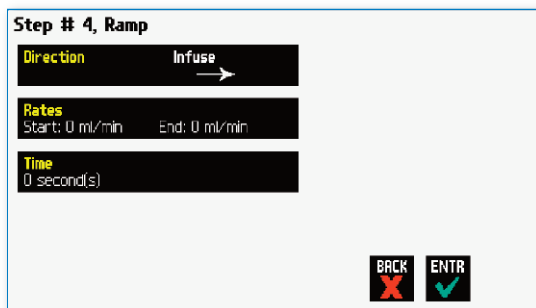 Step # 4, Ramp
Direction Infuse
Rates
Start: 0 ml/min End: 0 ml/min
Time
0 second(s)
BACK ENTR